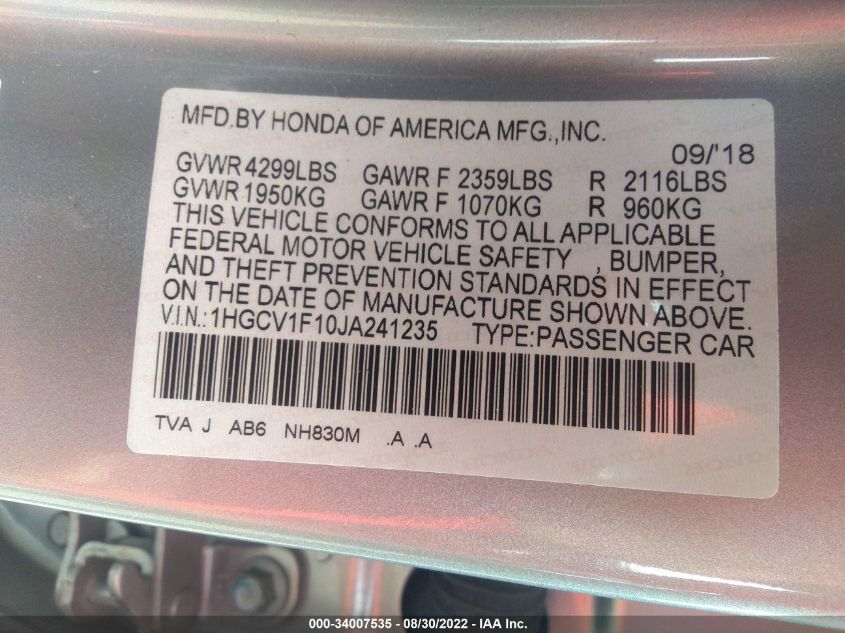 MFD.BY HONDA OF AMERICA MFG.,INC.
09/'18
GVWR 4299LBS GAWR F 2359LBS R 2116LBS
GVWR 1950KG GAWR F 1070KG R 960KG
THIS VEHICLE CONFORMS TO ALL APPLICABLE
FEDERAL MOTOR VEHICLE SAFETY , BUMPER,
AND THEFT PREVENTION STANDARDS IN EFFECT
ON THE DATE OF MANUFACTURE SHOWN ABOVE.
V.I.N.:1HGCV1F10JA241235 TYPE:PASSENGER CAR
TVA J AB6 NH830M .A .A
000-34007535 - 08/30/2022 - IAA Inc.